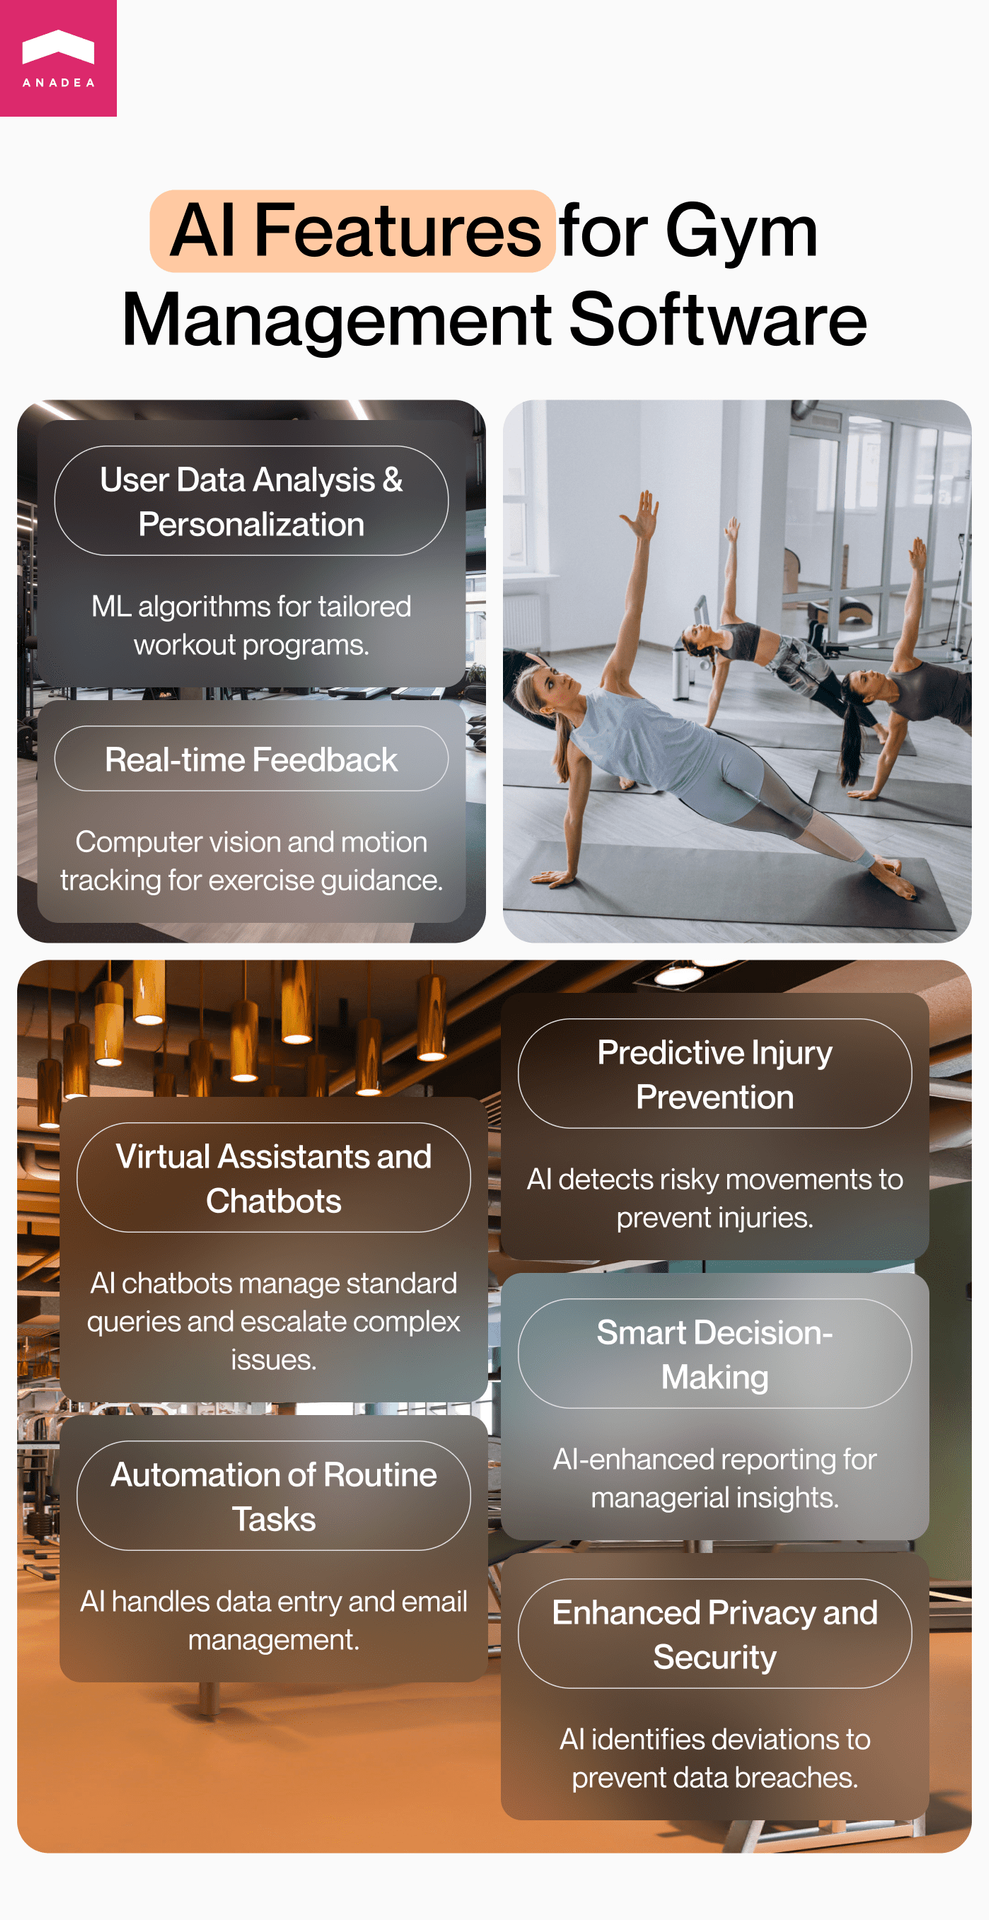 ANADEA
AI Features for Gym
Management Software
User Data Analysis &
Personalization
ML algorithms for tailored
workout programs.
Real-time Feedback
Computer vision and motion
tracking for exercise guidance.
Virtual Assistants and
Chatbots
AI chatbots manage standard
queries and escalate complex
issues.
Automation of Routine
Tasks
AI handles data entry and email
management.
Predictive Injury
Prevention
AI detects risky movements to
prevent injuries.
Smart Decision-
Making
AI-enhanced reporting for
managerial insights.
Enhanced Privacy and
Security
AI identifies deviations to
prevent data breaches.